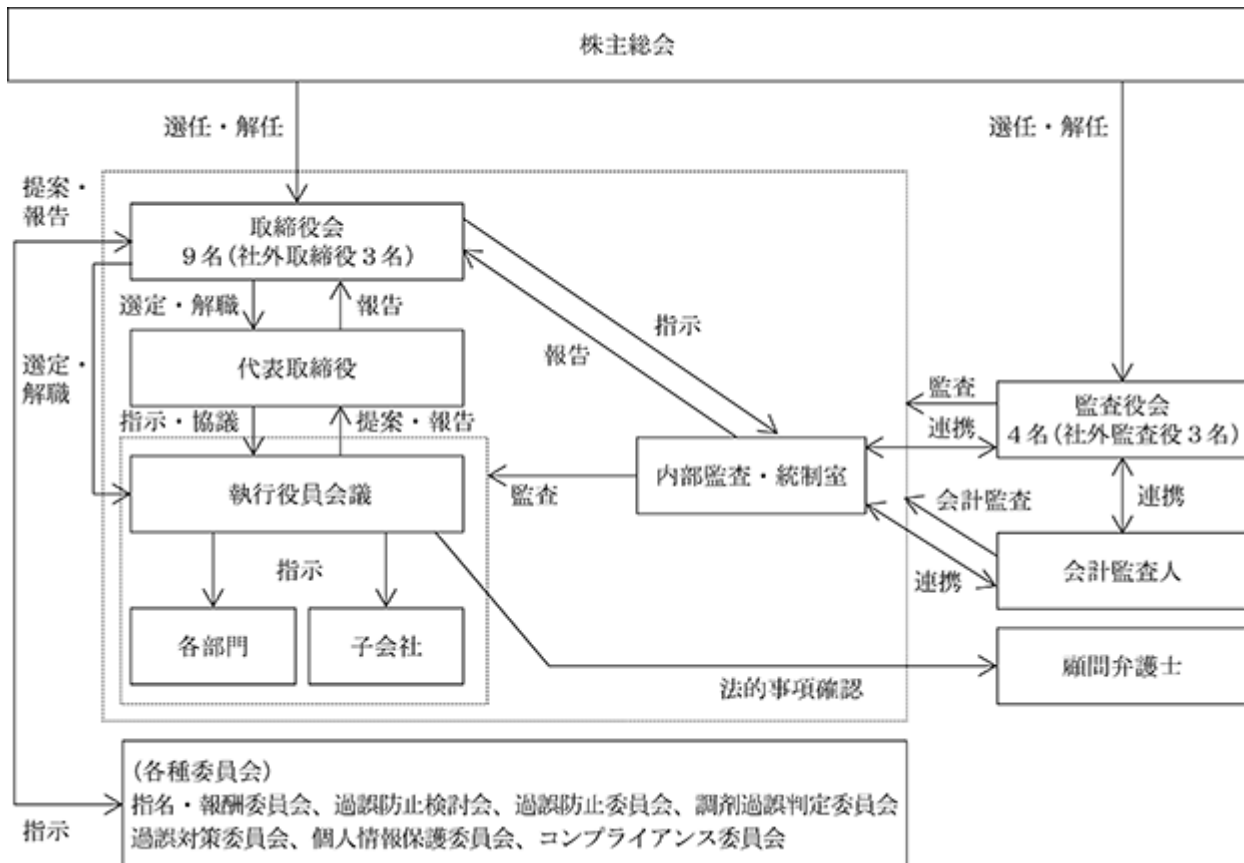 株主総会
選任・解任
選任・解任
提案・
報告
取締役会
9名(社外取締役3名)
選定・解職
報告
指示
報告
選定・
解職
代表取締役
監査
監査役会
4名(社外監査役3名)
指示・協議
提案・報告
連携
執行役員会議
監査
内部監査・統制室
会計監査
連携
指示
連携
会計監査人
各部門
子会社
法的事項確認
顧問弁護士
(各種委員会)
指名・報酬委員会、過誤防止検討会、過誤防止委員会、調剤過誤判定委員会
過誤対策委員会、個人情報保護委員会、コンプライアンス委員会
指示